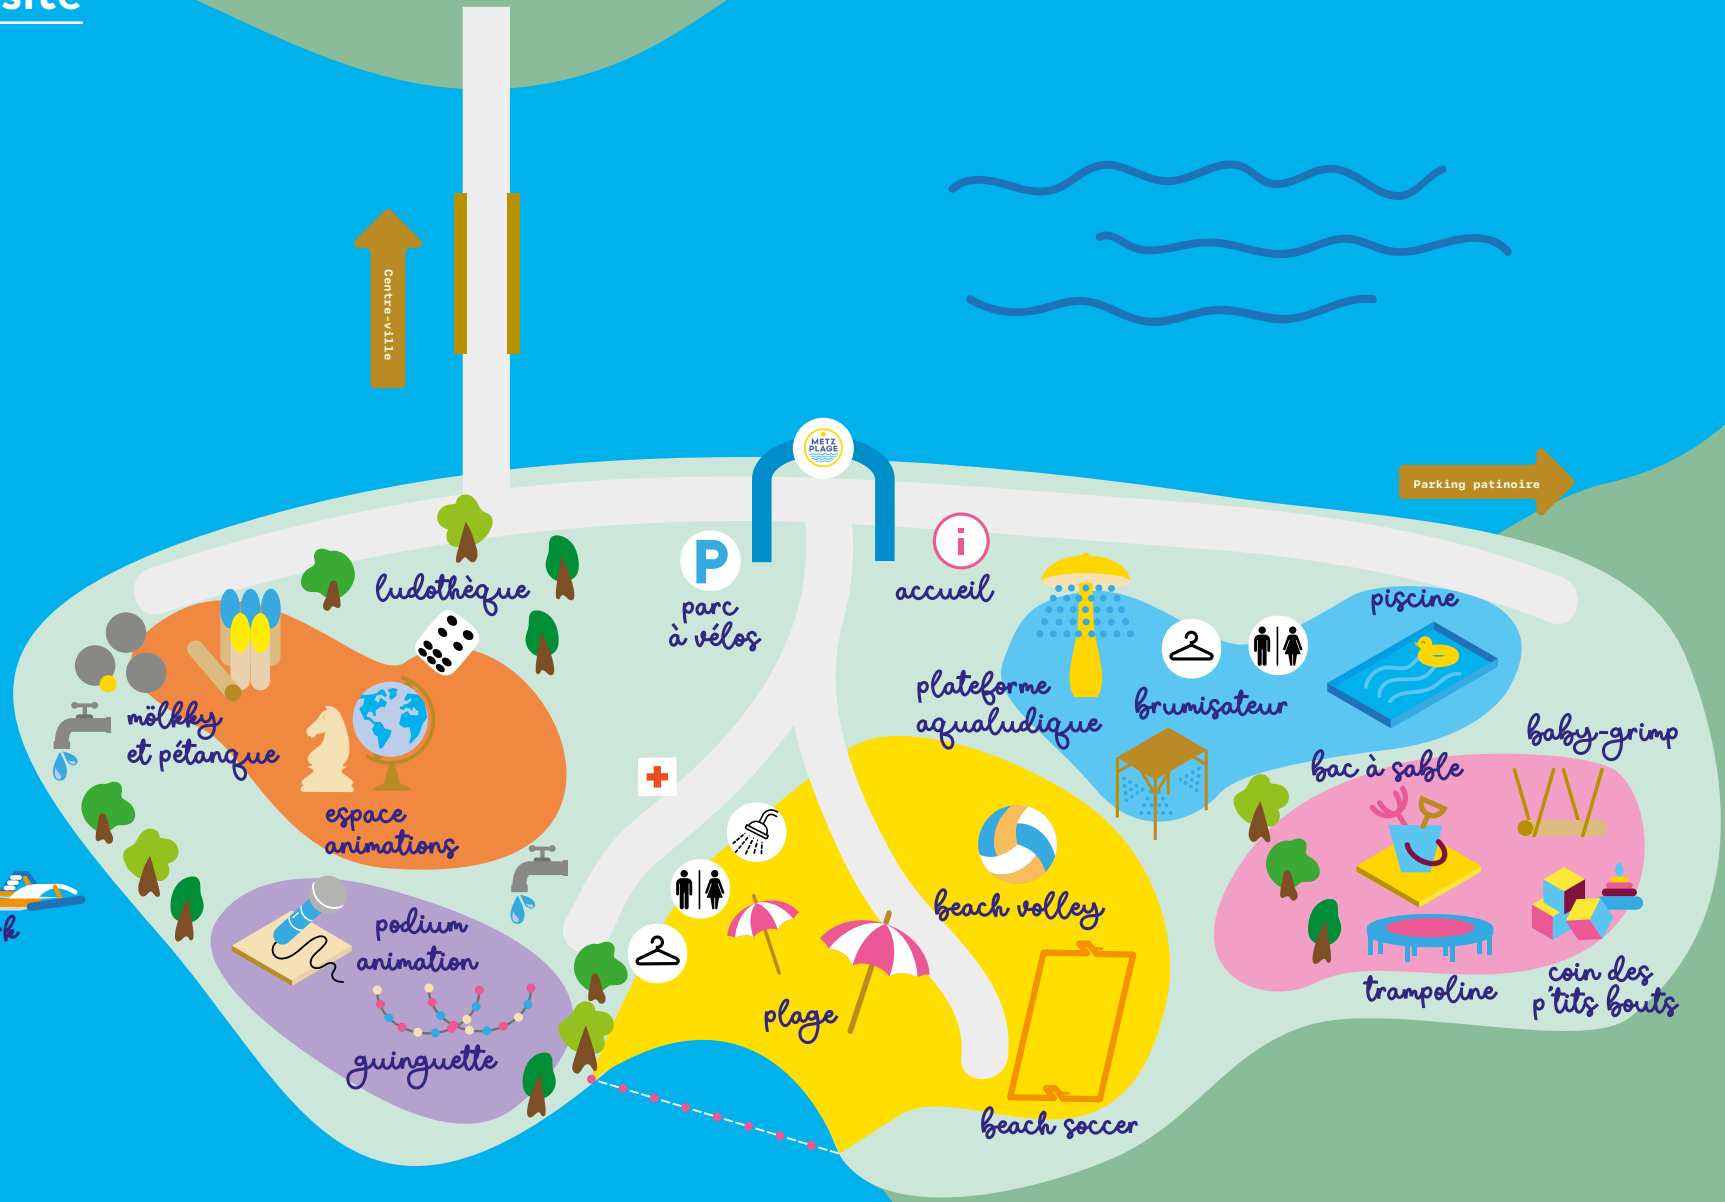 site
Centre-ville
METZ
PLAGE
Parking patinoire
ludothèque
P
parc
à vélos
i
accueil
piscine
plateforme
aqualudique
brumisateur
mölkky
et pétanque
baby-grimp
bac à sable
espace
animations
beach volley
podium
animation
plage
trampoline
coin des
p'tits bouts
guinguette
beach soccer